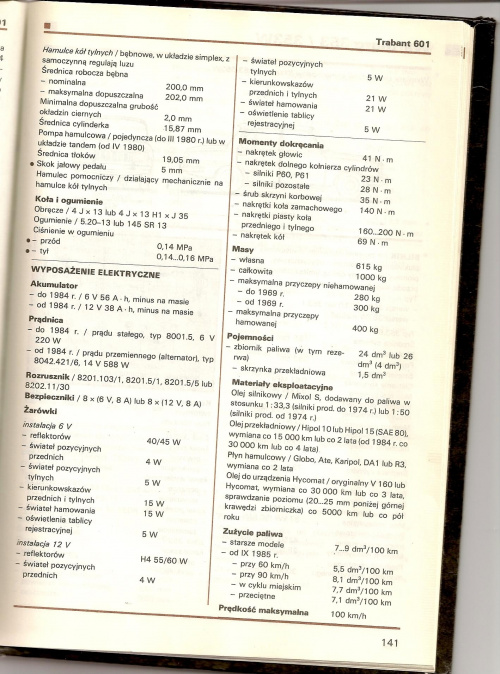 Trabant 601
Hamulce kół tylnych / bębnowe, w układzie simplex, z
samoczynną regulają luzu
Średnica robocza bębna
– nominalna 200,0 mm
– maksymalna dopuszczalna 202,0 mm
Minimalna dopuszczalna grubość
okładzin ciernych 2,0 mm
Średnica cylinderka 15,87 mm
Pompa hamulcowa / pojedyncza (do III 1980 r.) lub w
układzie tandem (od IV 1980)
Średnica tłoków 19,05 mm
Skok jałowy pedału 5 mm
Hamulec pomocniczy / działający mechanicznie na
hamulce kół tylnych
Koła i ogumienie
Obręcze / 4 J × 13 lub 4 J × 13 H1 × J 35
Ogumienie / 5.20–13 lub 145 SR 13
Ciśnienie w ogumieniu
– przód 0,14 MPa
– tył 0,14...0,16 MPa
WYPOSAŻENIE ELEKTRYCZNE
Akumulator
– do 1984 r. / 6 V 56 A · h, minus na masie
– od 1984 r. / 12 V 38 A · h, minus na masie
Prądnica
– do 1984 r. / prądu stałego, typ 8001.5, 6 V
220 W
– od 1984 r. / prądu przemiennego (alternator), typ
8042.421/6, 14 V 588 W
Rozrusznik / 8201.103/1, 8201.5/1, 8201.5/5 lub
8202.11/30
Bezpieczniki / 8 × (6 V, 8 A) lub 8 × (12 V, 8 A)
Żarówki
instalacja 6 V
– reflektorów 40/45 W
– świateł pozycyjnych
przednich 4 W
– świateł pozycyjnych
tylnych 5 W
– kierunkowskazów
przednich i tylnych 15 W
– świateł hamowania 15 W
– oświetlenia tablicy
rejestracyjnej 5 W
instalacja 12 V
– reflektorów H4 55/60 W
– świateł pozycyjnych
przednich 4 W
– świateł pozycyjnych
tylnych 5 W
– kierunkowskazów
przednich i tylnych 21 W
– świateł hamowania 21 W
– oświetlenie tablicy
rejestracyjnej 5 W
Momenty dokręcania
– nakrętek głowic 41 N · m
– nakrętek dolnego kołnierza cylindrów
– silniki P60, P61 23 N · m
– silniki pozostałe 28 N · m
– śrub skrzyni korbowej 35 N · m
– nakrętki koła zamachowego 140 N · m
– nakrętki piasty koła
przedniego i tylnego 160...200 N · m
– nakrętek kół 69 N · m
Masy
– własna 615 kg
– całkowita 1000 kg
– maksymalna przyczepy niehamowanej
– do 1969 r. 280 kg
– od 1969 r. 300 kg
– maksymalna przyczepy
hamowanej 400 kg
Pojemności
– zbiornik paliwa (w tym reze- 24 dm³ lub 26
rwa) dm³ (4 dm³)
– skrzynka przekładniowa 1,5 dm³
Materiały eksploatacyjne
Olej silnikowy / Mixol S, dodawany do paliwa w
stosunku 1:33,3 (silniki prod. do 1974 r.) lub 1:50
(silniki prod. od 1974 r.)
Olej przekładniowy / Hipol 10 lub Hipol 15 (SAE 80),
wymiana co 15 000 km lub co 2 lata (od 1984 r. co
30 000 km lub co 4 lata)
Płyn hamulcowy / Globo, Ate, Karipol, DA1 lub R3,
wymiana co 2 lata
Olej do urządzenia Hycomat / oryginalny V 160 lub
Hycomat, wymiana co 30 000 km lub co 3 lata,
sprawdzanie poziomu (20...25 mm poniżej górnej
krawędzi zbiorniczka) co 5000 km lub co pół
roku
Zużycie paliwa
– starsze modele 7...9 dm³/100 km
– od IX 1985 r.
– przy 60 km/h 5,5 dm³/100 km
– przy 90 km/h 8,1 dm³/100 km
– w cyklu miejskim 7,7 dm³/100 km
– przeciętne 7,1 dm³/100 km
Prędkość maksymalna 100 km/h
141